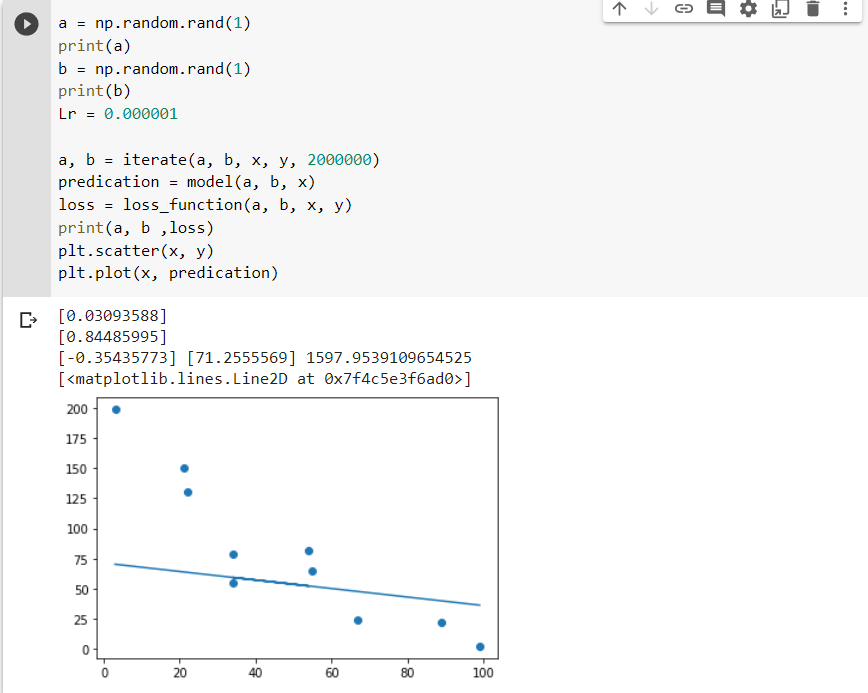 a = np.random.rand(1)
print(a)
b = np.random.rand(1)
print(b)
Lr = 0.000001
a, b = iterate(a, b, x, y, 2000000)
predication = model(a, b, x)
loss = loss_function(a, b, x, y)
print(a, b ,loss)
plt.scatter(x, y)
plt.plot(x, predication)
[0.03093588]
[0.84485995]
[-0.35435773] [71.2555569] 1597.9539109654525
[<matplotlib.lines.Line2D at 0x7f4c5e3f6ad0>]
200
175
150
125
100
75
50
25
0
0 20 40 60 80 100